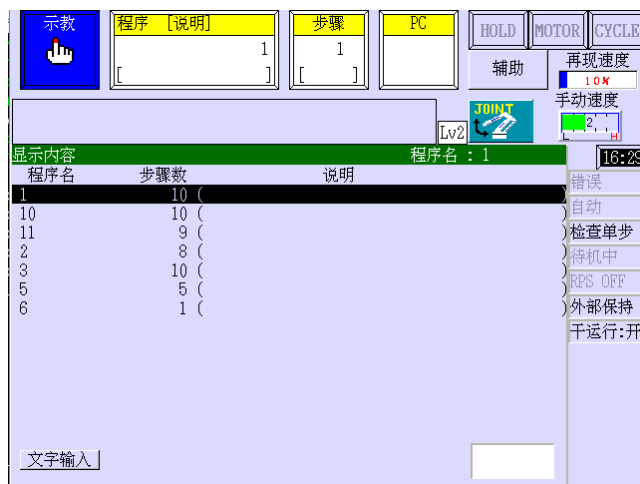 示教
程序 [说明]
1
[ ]
步骤
1
[ ]
PC
HOLD
MOTOR
CYCLE
辅助
再现速度
10%
手动速度
2
L H
JOINT
Lv2
显示内容 程序名 : 1
16:29
程序名 步骤数 说明
1 10 ( )
10 10 ( )
11 9 ( )
2 8 ( )
3 10 ( )
5 5 ( )
6 1 ( )
错误
自动
检查单步
待机中
RPS OFF
外部保持
干运行:开
文字输入